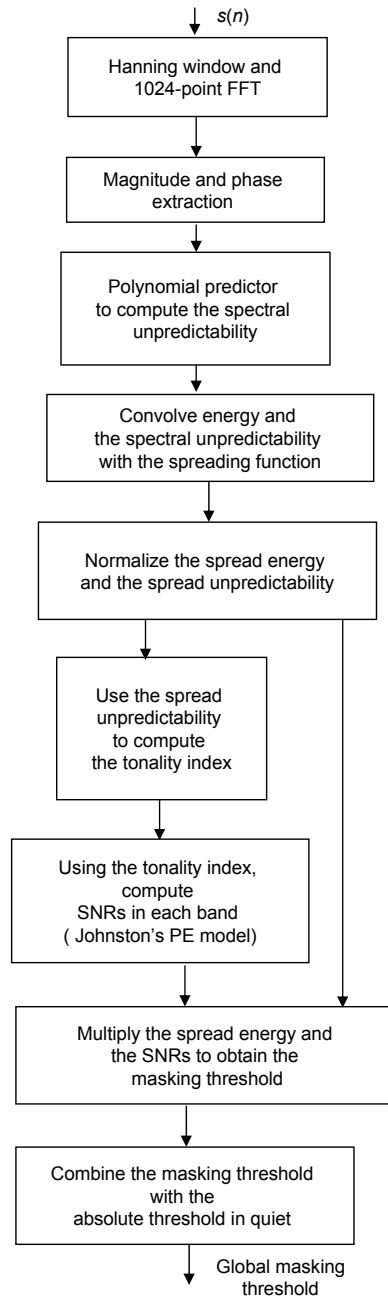 s(n)
Hanning window and
1024-point FFT
Magnitude and phase
extraction
Polynomial predictor
to compute the spectral
unpredictability
Convolve energy and
the spectral unpredictability
with the spreading function
Normalize the spread energy
and the spread unpredictability
Use the spread
unpredictability
to compute
the tonality index
Using the tonality index,
compute
SNRs in each band
( Johnston's PE model)
Multiply the spread energy and
the SNRs to obtain the
masking threshold
Combine the masking threshold
with the
absolute threshold in quiet
Global masking
threshold